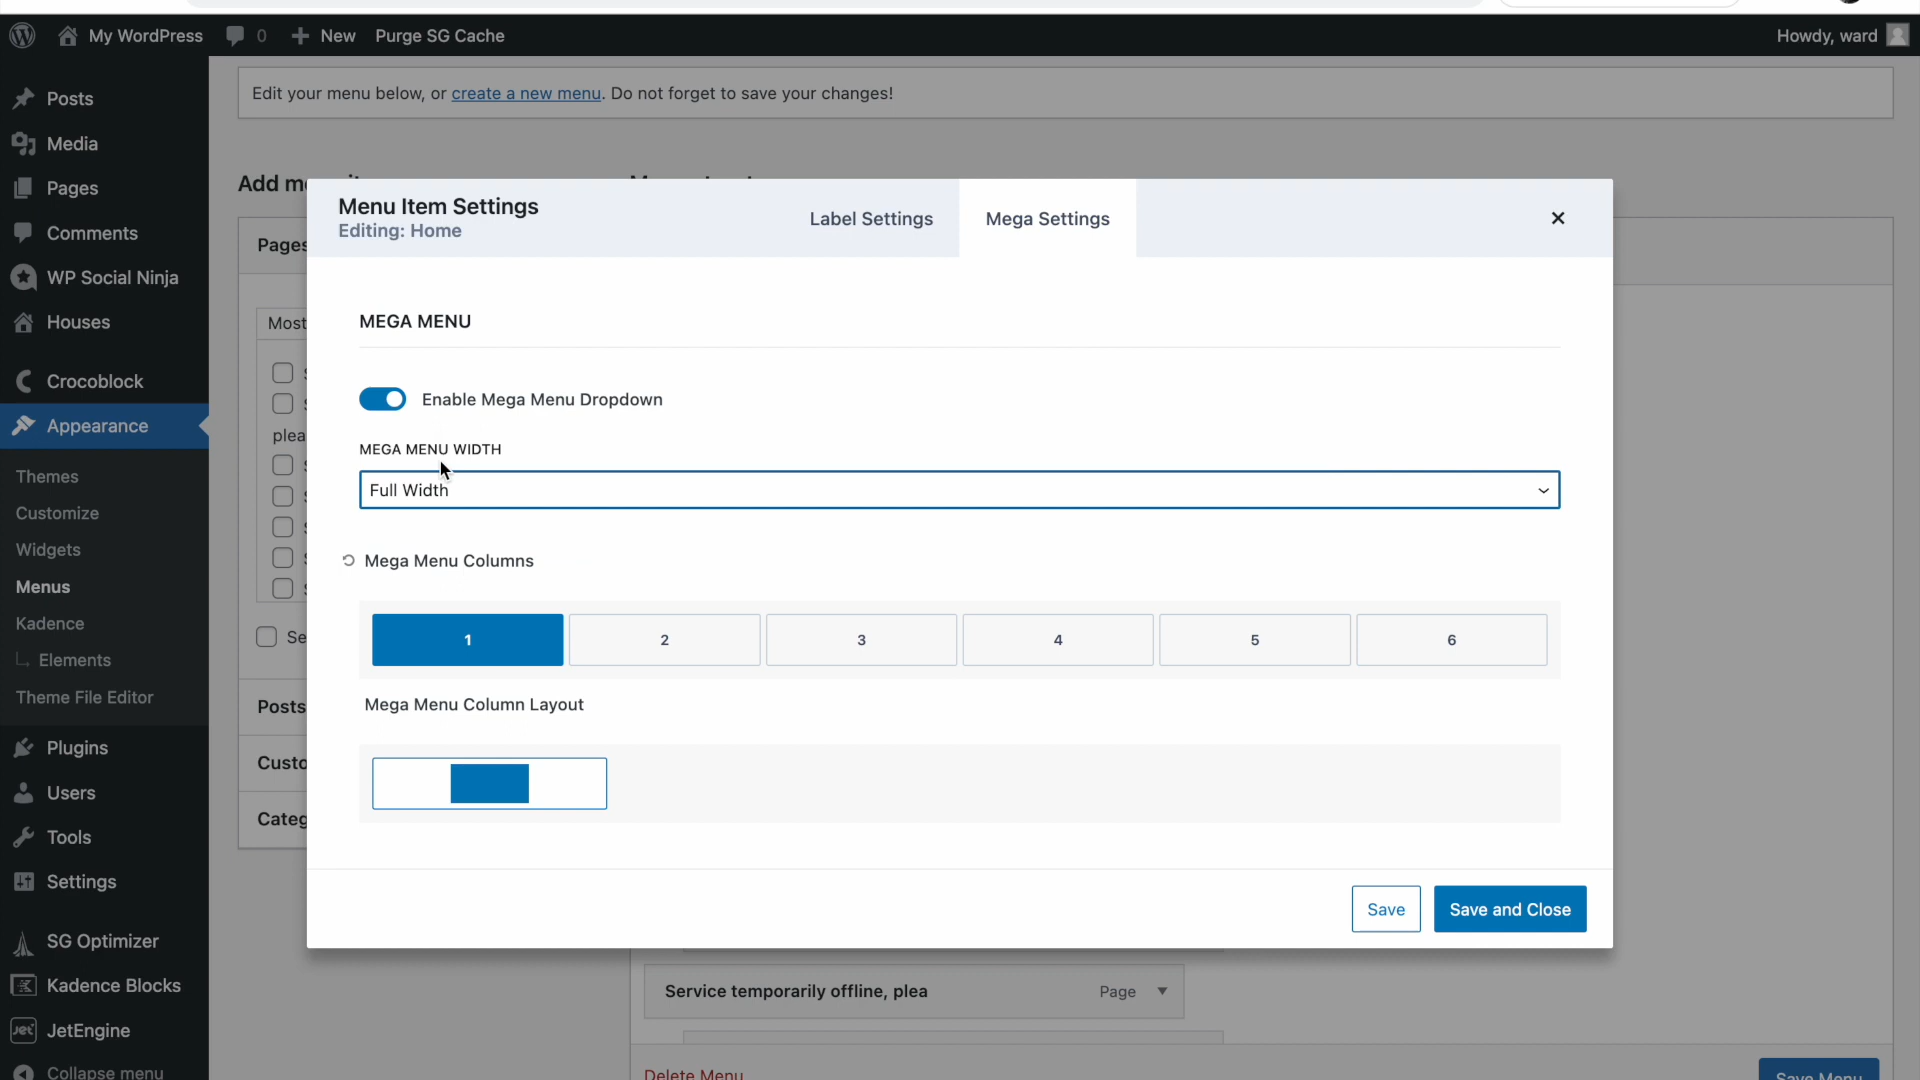 My WordPress
0
New
Purge SG Cache
Howdy, ward
Posts
Media
Pages
Comments
WP Social Ninja
Houses
Crocoblock
Appearance
Themes
Customize
Widgets
Menus
Kadence
Elements
Theme File Editor
Plugins
Users
Tools
Settings
SG Optimizer
Kadence Blocks
JetEngine
Collapse menu
Edit your menu below, or create a new menu. Do not forget to save your changes!
Add
Pages
Most
plea
Se
Posts
Custo
Categ
Menu Item Settings
Editing: Home
Label Settings
Mega Settings
MEGA MENU
Enable Mega Menu Dropdown
MEGA MENU WIDTH
Full Width
Mega Menu Columns
1
2
3
4
5
6
Mega Menu Column Layout
Save
Save and Close
Service temporarily offline, plea
Page
Delete Menu
Save Menu